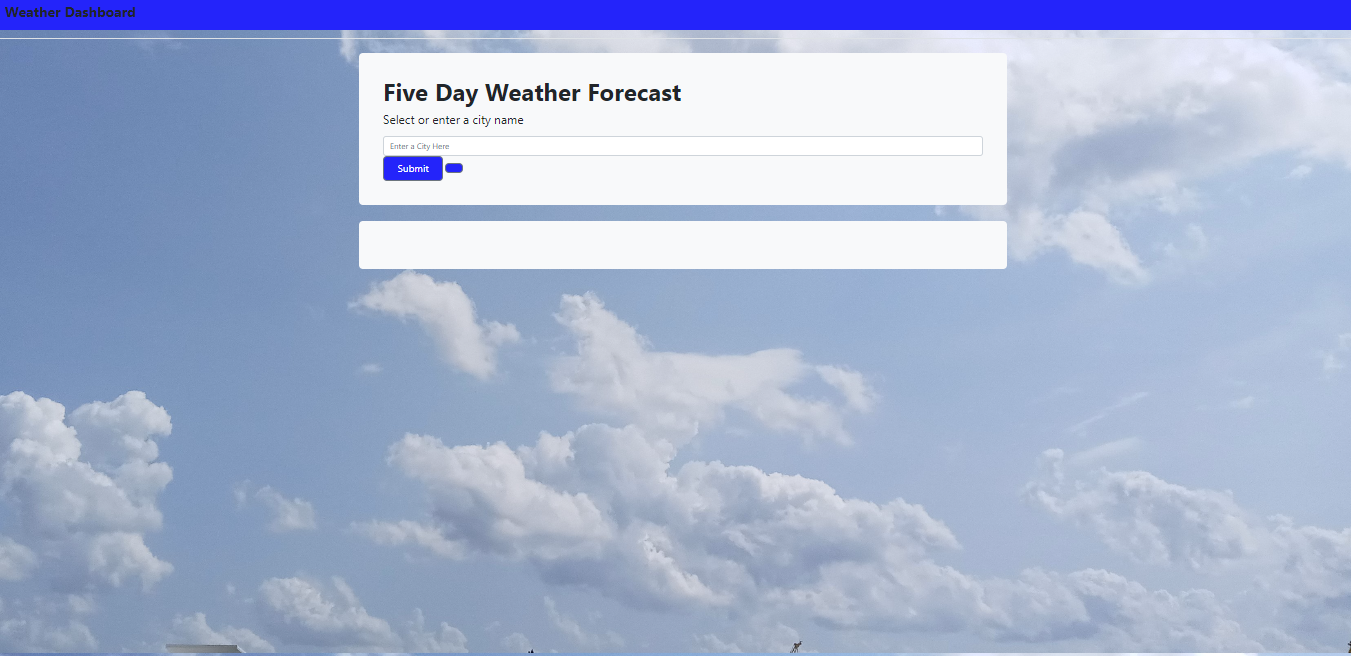 Weather Dashboard
Five Day Weather Forecast
Select or enter a city name
Enter a City Here
Submit